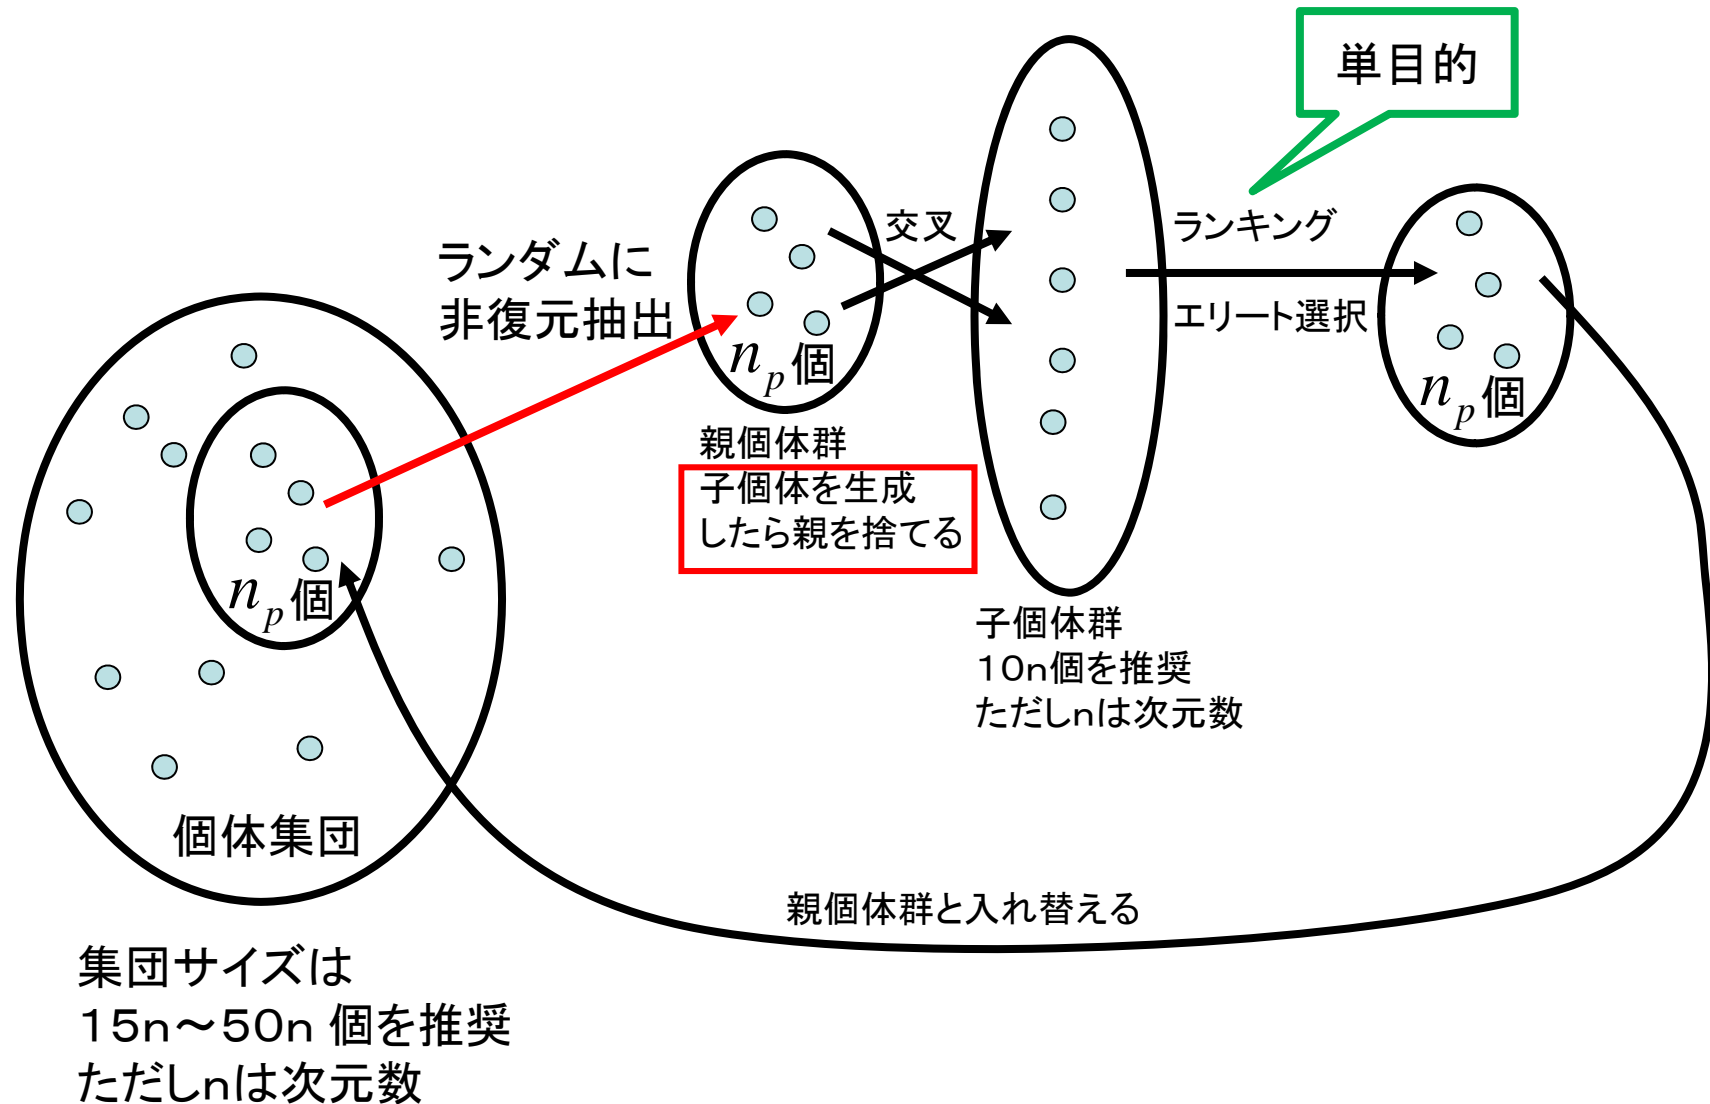 単目的
ランダムに
非復元抽出
交叉
ランキング
エリート選択
n_p個
n_p個
n_p個
親個体群
子個体を生成
したら親を捨てる
子個体群
10n個を推奨
ただしnは次元数
個体集団
親個体群と入れ替える
集団サイズは
15n～50n 個を推奨
ただしnは次元数